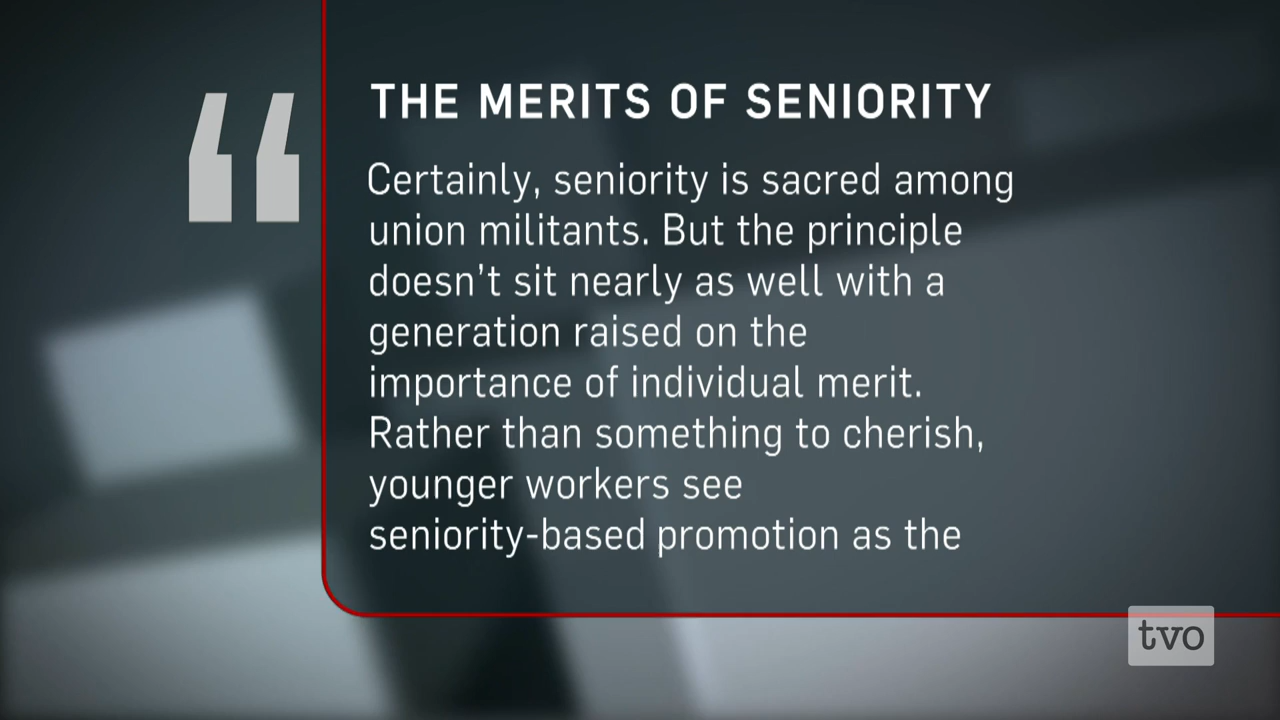 THE MERITS OF SENIORITY
Certainly, seniority is sacred among
union militants. But the principle
doesn't sit nearly as well with a
generation raised on the
importance of individual merit.
Rather than something to cherish,
younger workers see
seniority-based promotion as the
tvo